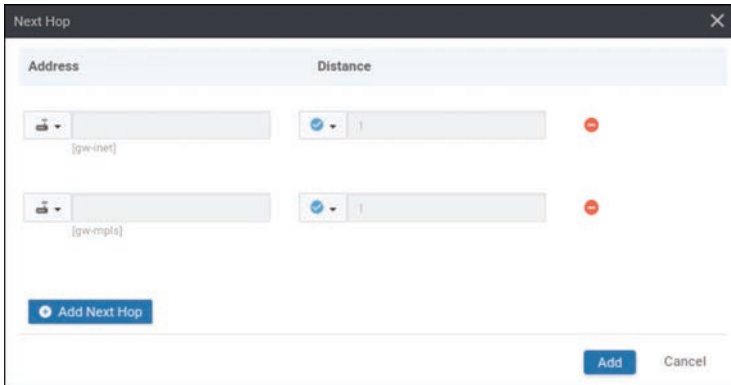 Next Hop
Address Distance
1
[gw-inet]
1
[gw-mpls]
Add Next Hop
Add Cancel